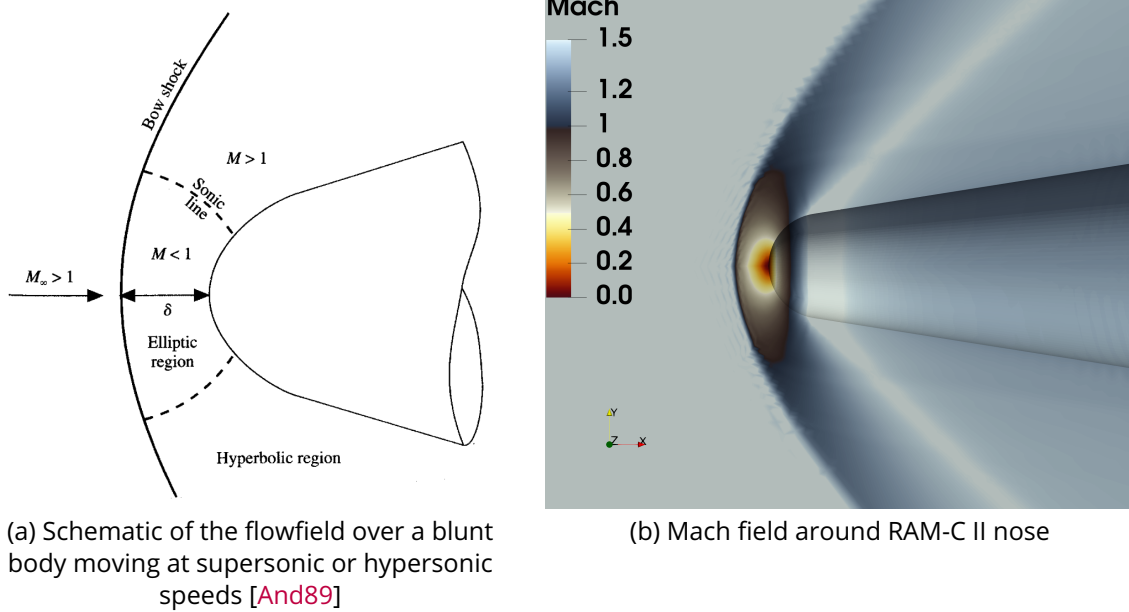 Bow shock
M > 1
Sonic
line
M < 1
M∞ > 1
δ
Elliptic
region
Hyperbolic region
(a) Schematic of the flowfield over a blunt
body moving at supersonic or hypersonic
speeds [And89]
Mach
1.5
1.2
1
0.8
0.6
0.4
0.2
0.0
Y
Z
X
(b) Mach field around RAM-C II nose